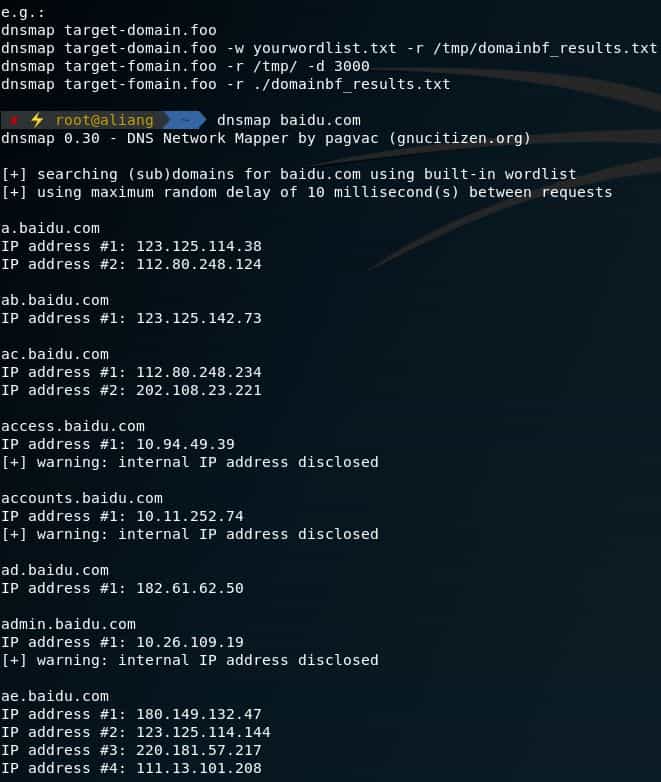 e.g.:
dnsmap target-domain.foo
dnsmap target-domain.foo -w yourwordlist.txt -r /tmp/domainbf_results.txt
dnsmap target-fomain.foo -r /tmp/ -d 3000
dnsmap target-fomain.foo -r ./domainbf_results.txt
root@aliang ~ dnsmap baidu.com
dnsmap 0.30 - DNS Network Mapper by pagvac (gnucitizen.org)
[+] searching (sub)domains for baidu.com using built-in wordlist
[+] using maximum random delay of 10 millisecond(s) between requests
a.baidu.com
IP address #1: 123.125.114.38
IP address #2: 112.80.248.124
ab.baidu.com
IP address #1: 123.125.142.73
ac.baidu.com
IP address #1: 112.80.248.234
IP address #2: 202.108.23.221
access.baidu.com
IP address #1: 10.94.49.39
[+] warning: internal IP address disclosed
accounts.baidu.com
IP address #1: 10.11.252.74
[+] warning: internal IP address disclosed
ad.baidu.com
IP address #1: 182.61.62.50
admin.baidu.com
IP address #1: 10.26.109.19
[+] warning: internal IP address disclosed
ae.baidu.com
IP address #1: 180.149.132.47
IP address #2: 123.125.114.144
IP address #3: 220.181.57.217
IP address #4: 111.13.101.208